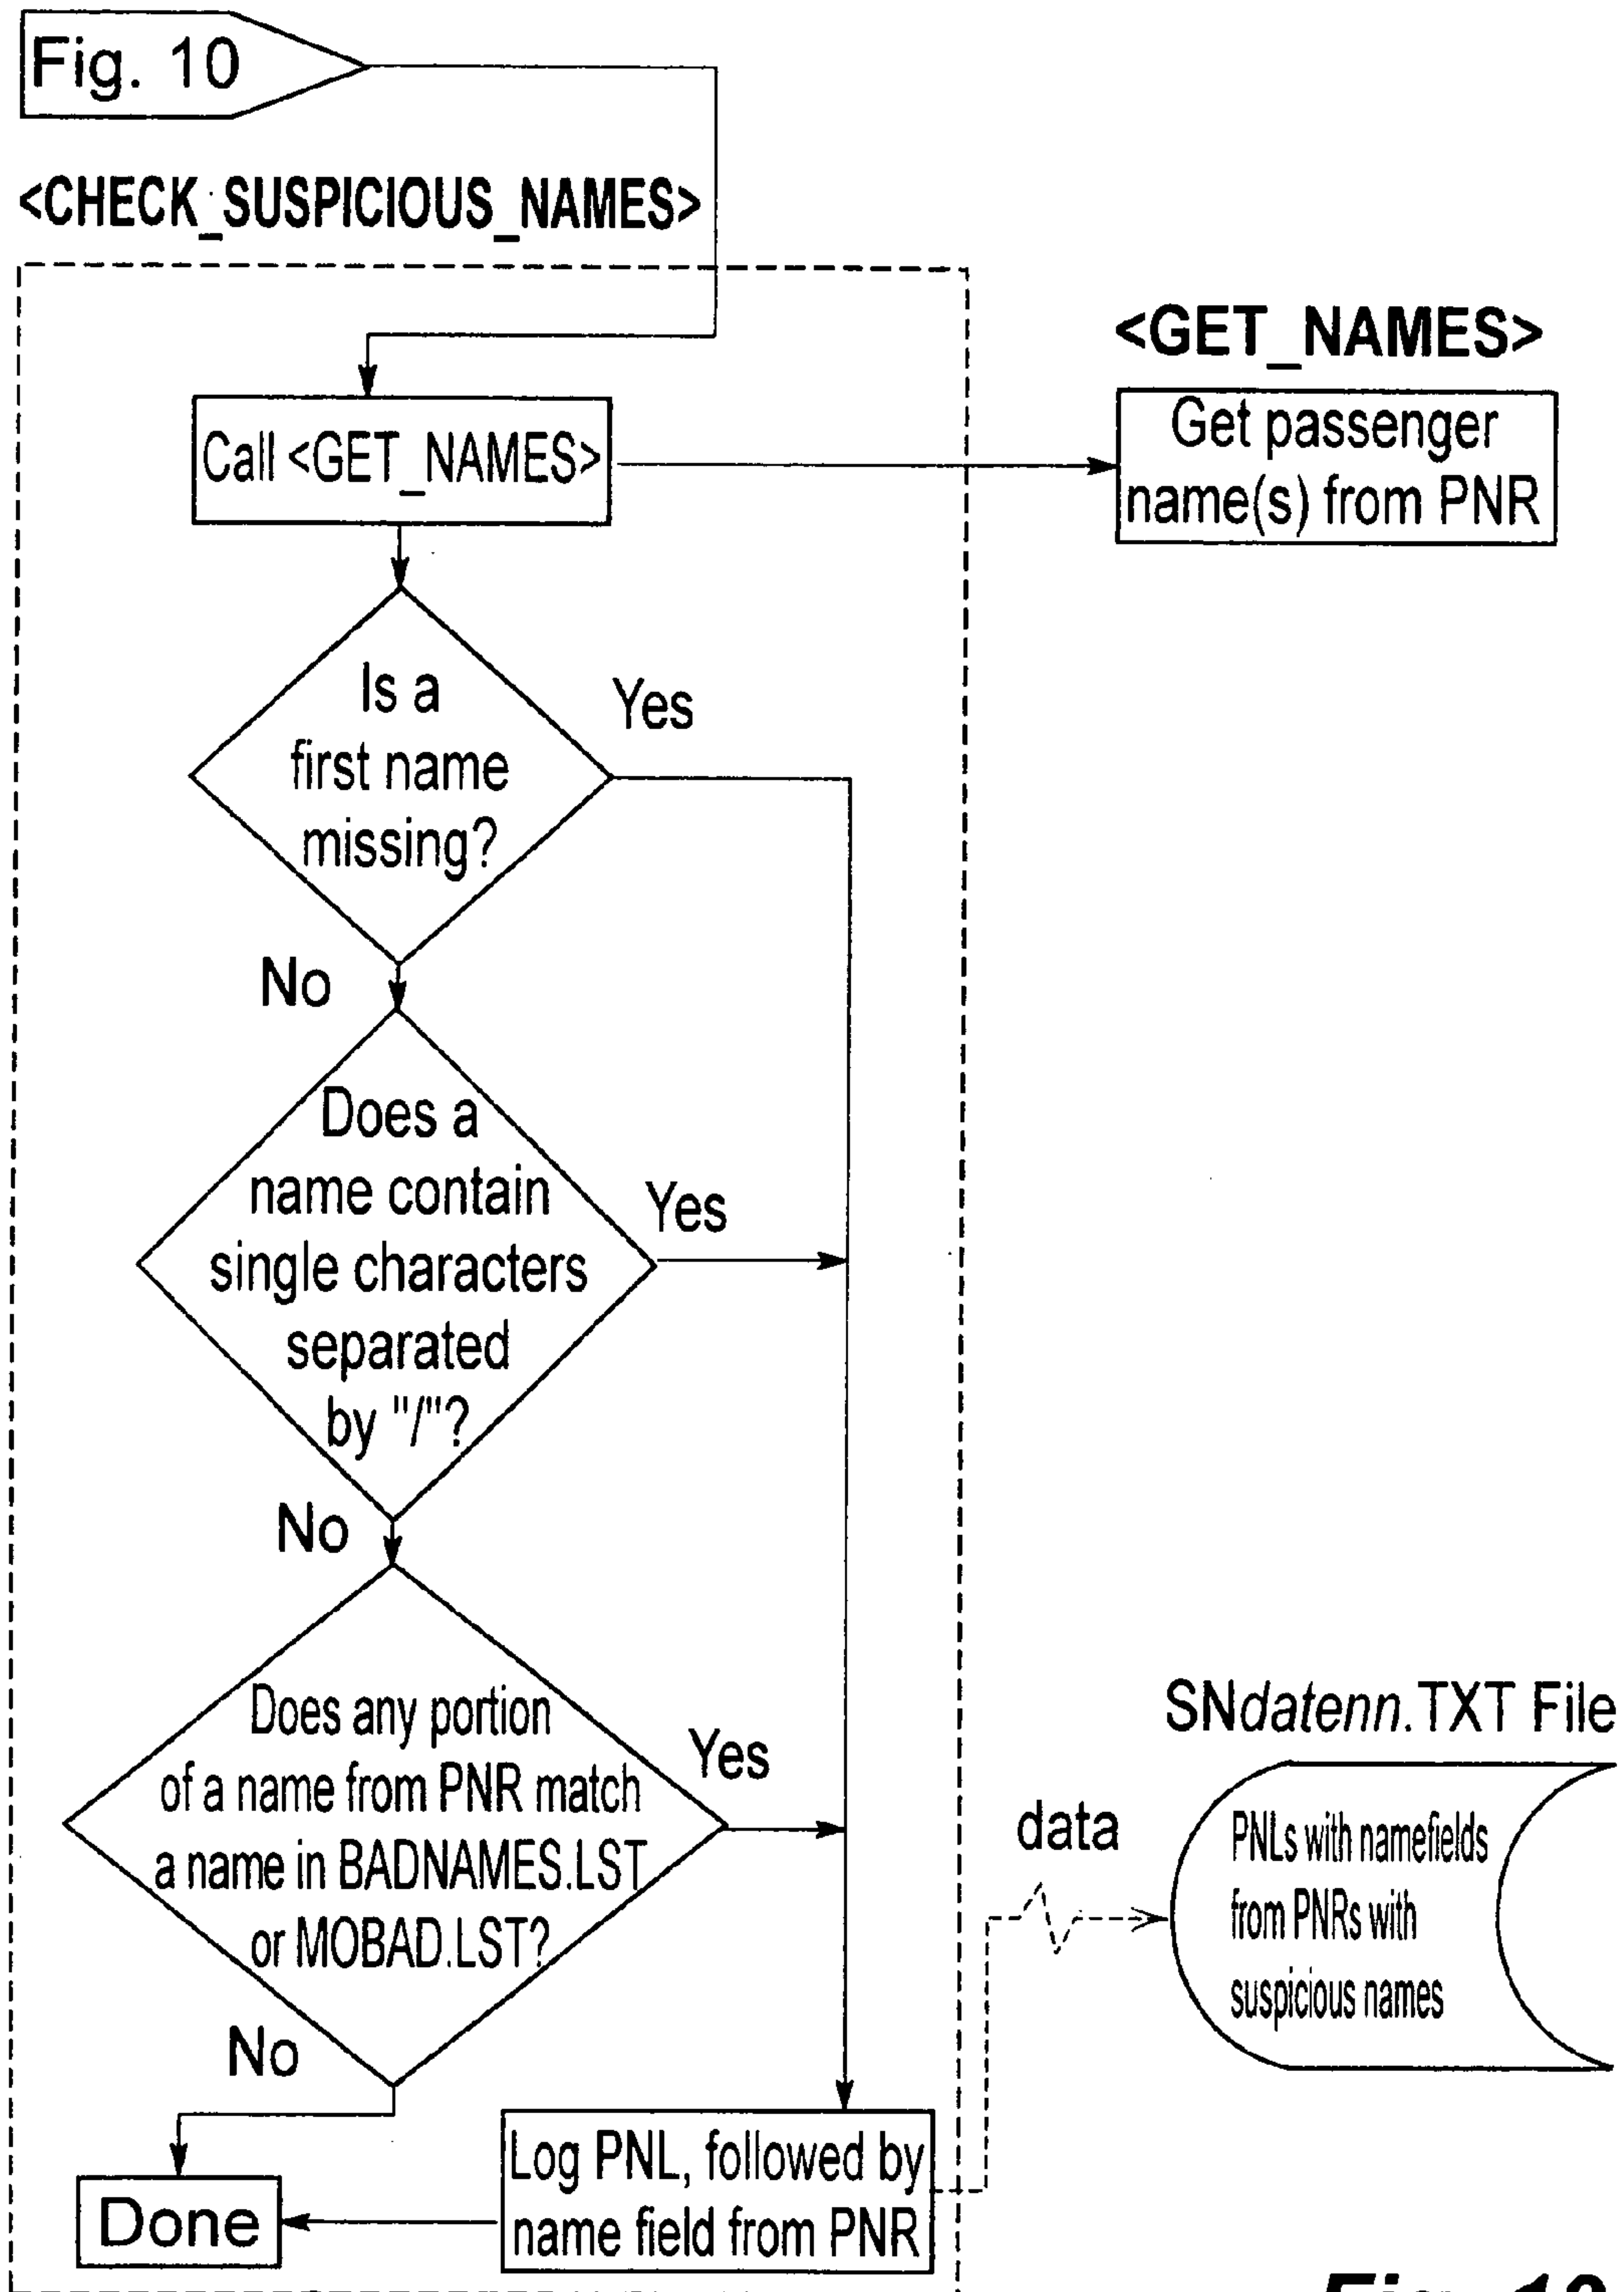 Fig. 10
<CHECK_SUSPICIOUS_NAMES>
<GET_NAMES>
Call <GET_NAMES>
Get passenger
name(s) from PNR
Is a
first name
missing?
Yes
No
Does a
name contain
single characters
separated
by "/"?
Yes
No
Does any portion
of a name from PNR match
a name in BADNAMES.LST
or MOBAD.LST?
Yes
No
SNdatenn.TXT File
data
PNLs with namefields
from PNRs with
suspicious names
Log PNL, followed by
name field from PNR
Done